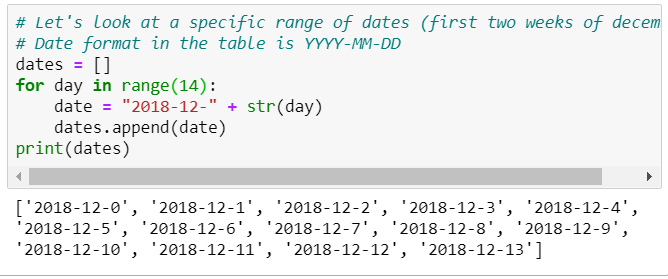 # Let's look at a specific range of dates (first two weeks of decem
# Date format in the table is YYYY-MM-DD
dates = []
for day in range(14):
    date = "2018-12-" + str(day)
    dates.append(date)
print(dates)
['2018-12-0', '2018-12-1', '2018-12-2', '2018-12-3', '2018-12-4',
'2018-12-5', '2018-12-6', '2018-12-7', '2018-12-8', '2018-12-9',
'2018-12-10', '2018-12-11', '2018-12-12', '2018-12-13']